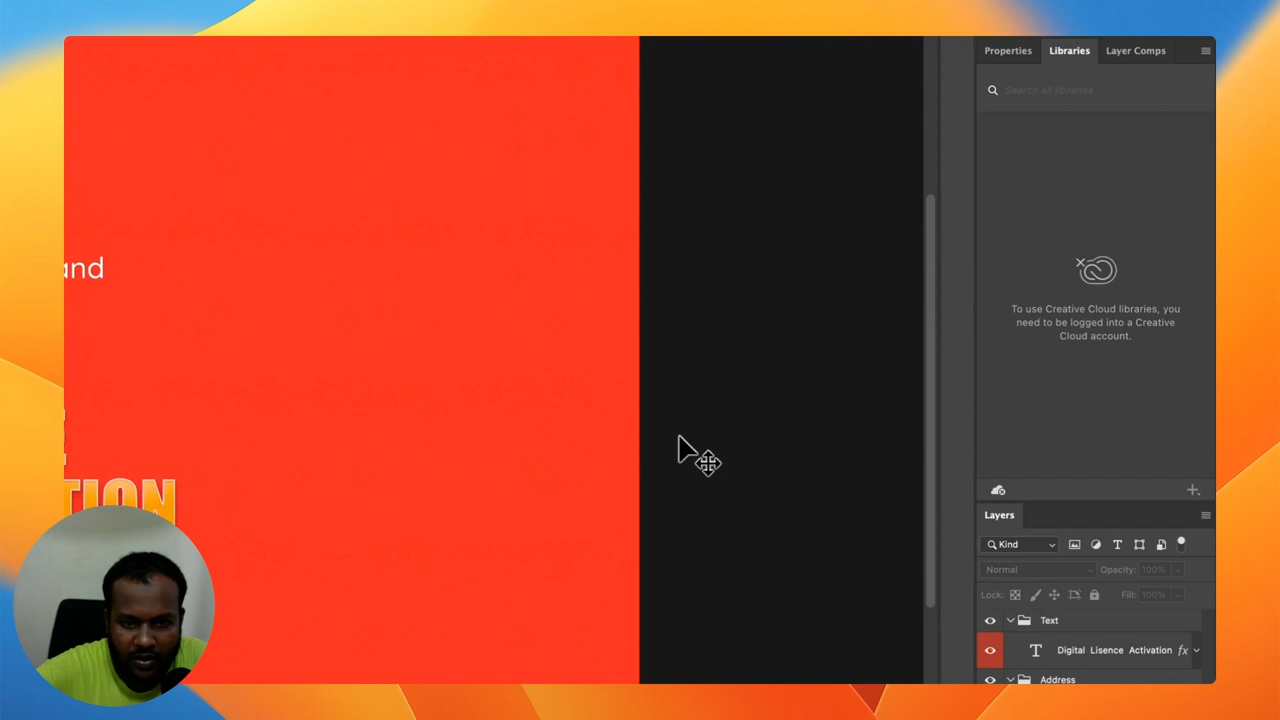 Properties Libraries Layer Comps
Search all libraries
and
To use Creative Cloud libraries, you
need to be logged into a Creative
Cloud account.
TION
Layers
Kind
Normal Opacity: 100%
Lock: Fill: 100%
Text
Digital Lisence Activation fx
Address